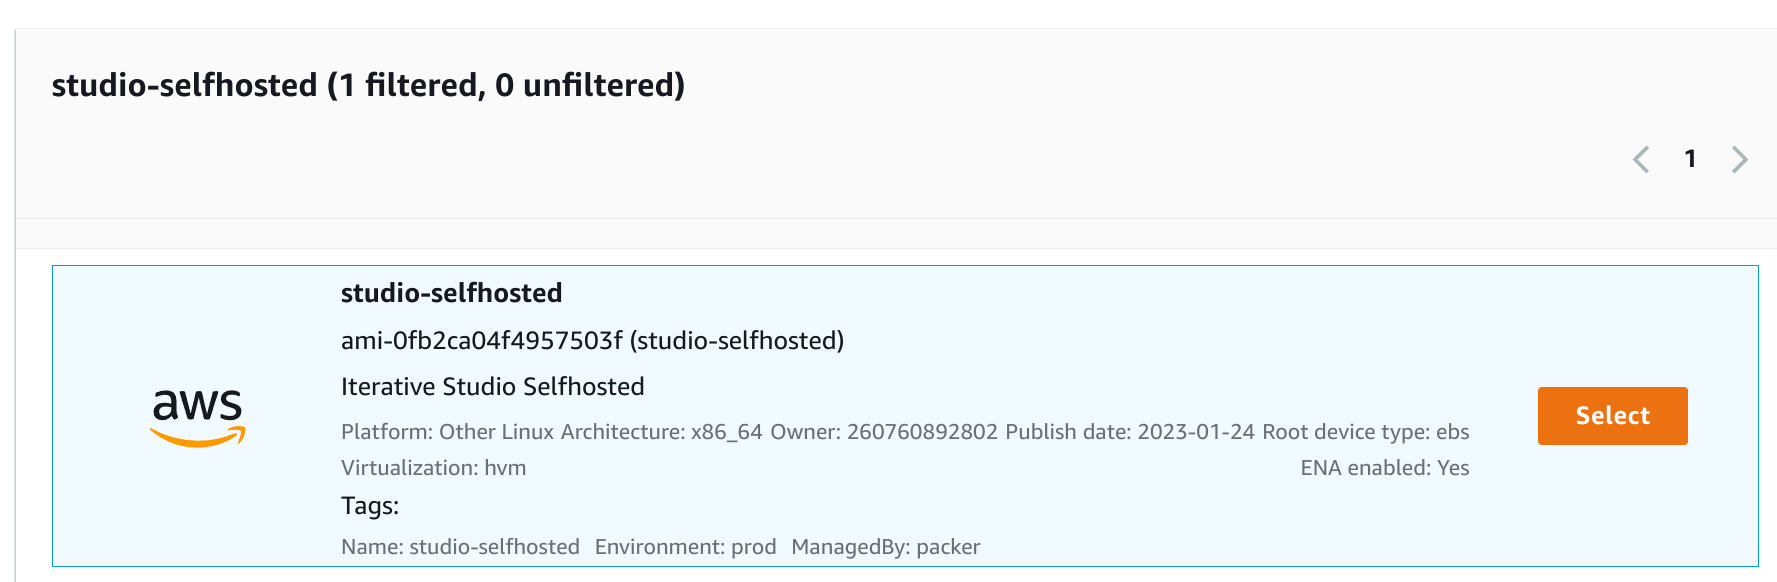 studio-selfhosted (1 filtered, 0 unfiltered)
1
studio-selfhosted
ami-0fb2ca04f4957503f (studio-selfhosted)
Iterative Studio Selfhosted
aws
Select
Platform: Other Linux Architecture: x86_64 Owner: 260760892802 Publish date: 2023-01-24 Root device type: ebs
Virtualization: hvm ENA enabled: Yes
Tags:
Name: studio-selfhosted Environment: prod ManagedBy: packer